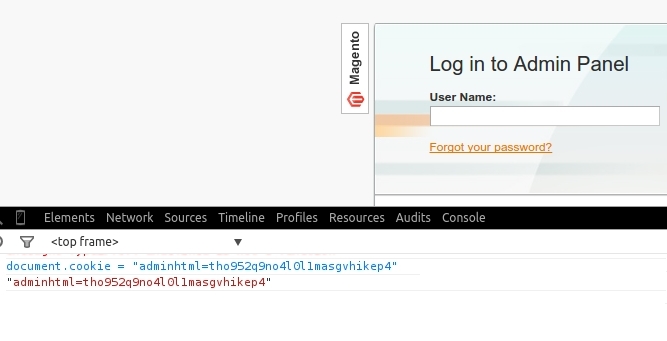 Magento
Log in to Admin Panel
User Name:
Forgot your password?
Elements Network Sources Timeline Profiles Resources Audits Console
<top frame>
document.cookie = "adminhtml=tho952q9no4l0l1masgvhikep4"
"adminhtml=tho952q9no4l0l1masgvhikep4"